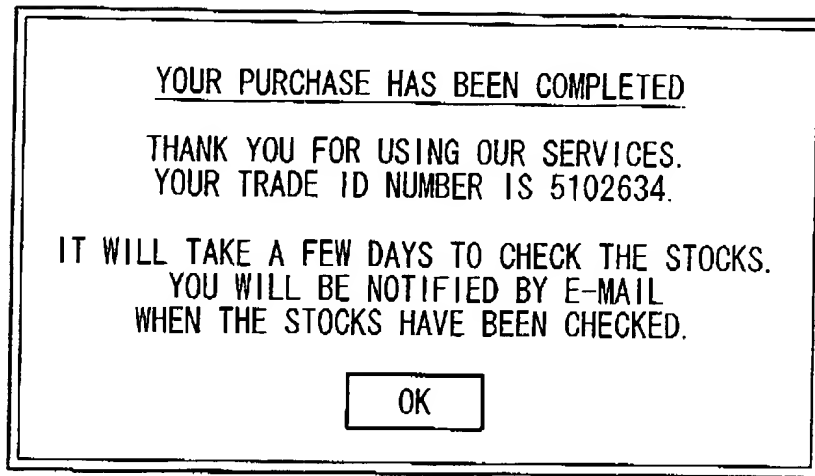 YOUR PURCHASE HAS BEEN COMPLETED
THANK YOU FOR USING OUR SERVICES.
YOUR TRADE ID NUMBER IS 5102634.
IT WILL TAKE A FEW DAYS TO CHECK THE STOCKS.
YOU WILL BE NOTIFIED BY E-MAIL
WHEN THE STOCKS HAVE BEEN CHECKED.
OK